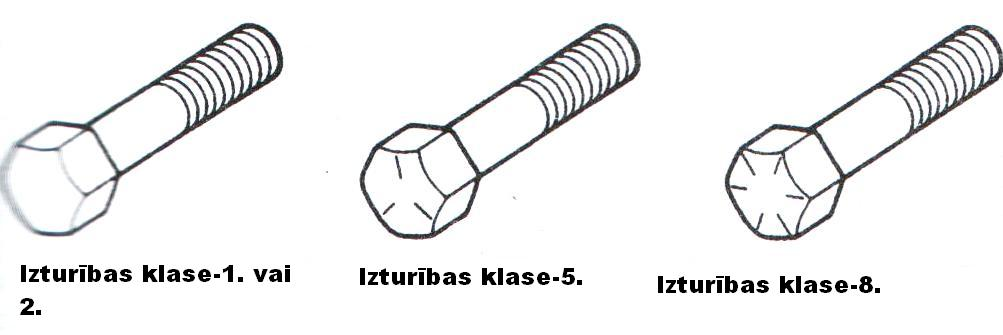 Izturības klase-1. vai
2.
Izturības klase-5.
Izturības klase-8.